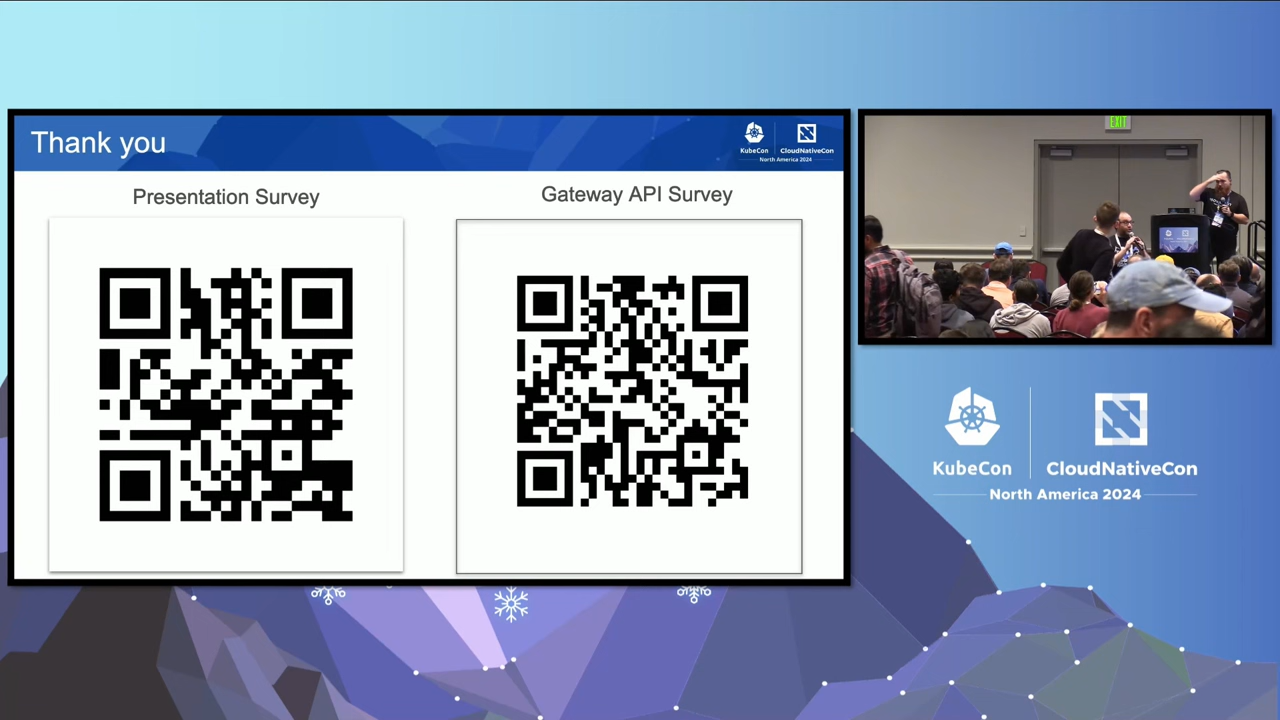 Thank you
KubeCon
CloudNativeCon
North America 2024
Presentation Survey
Gateway API Survey
EXIT
KubeCon
CloudNativeCon
North America 2024